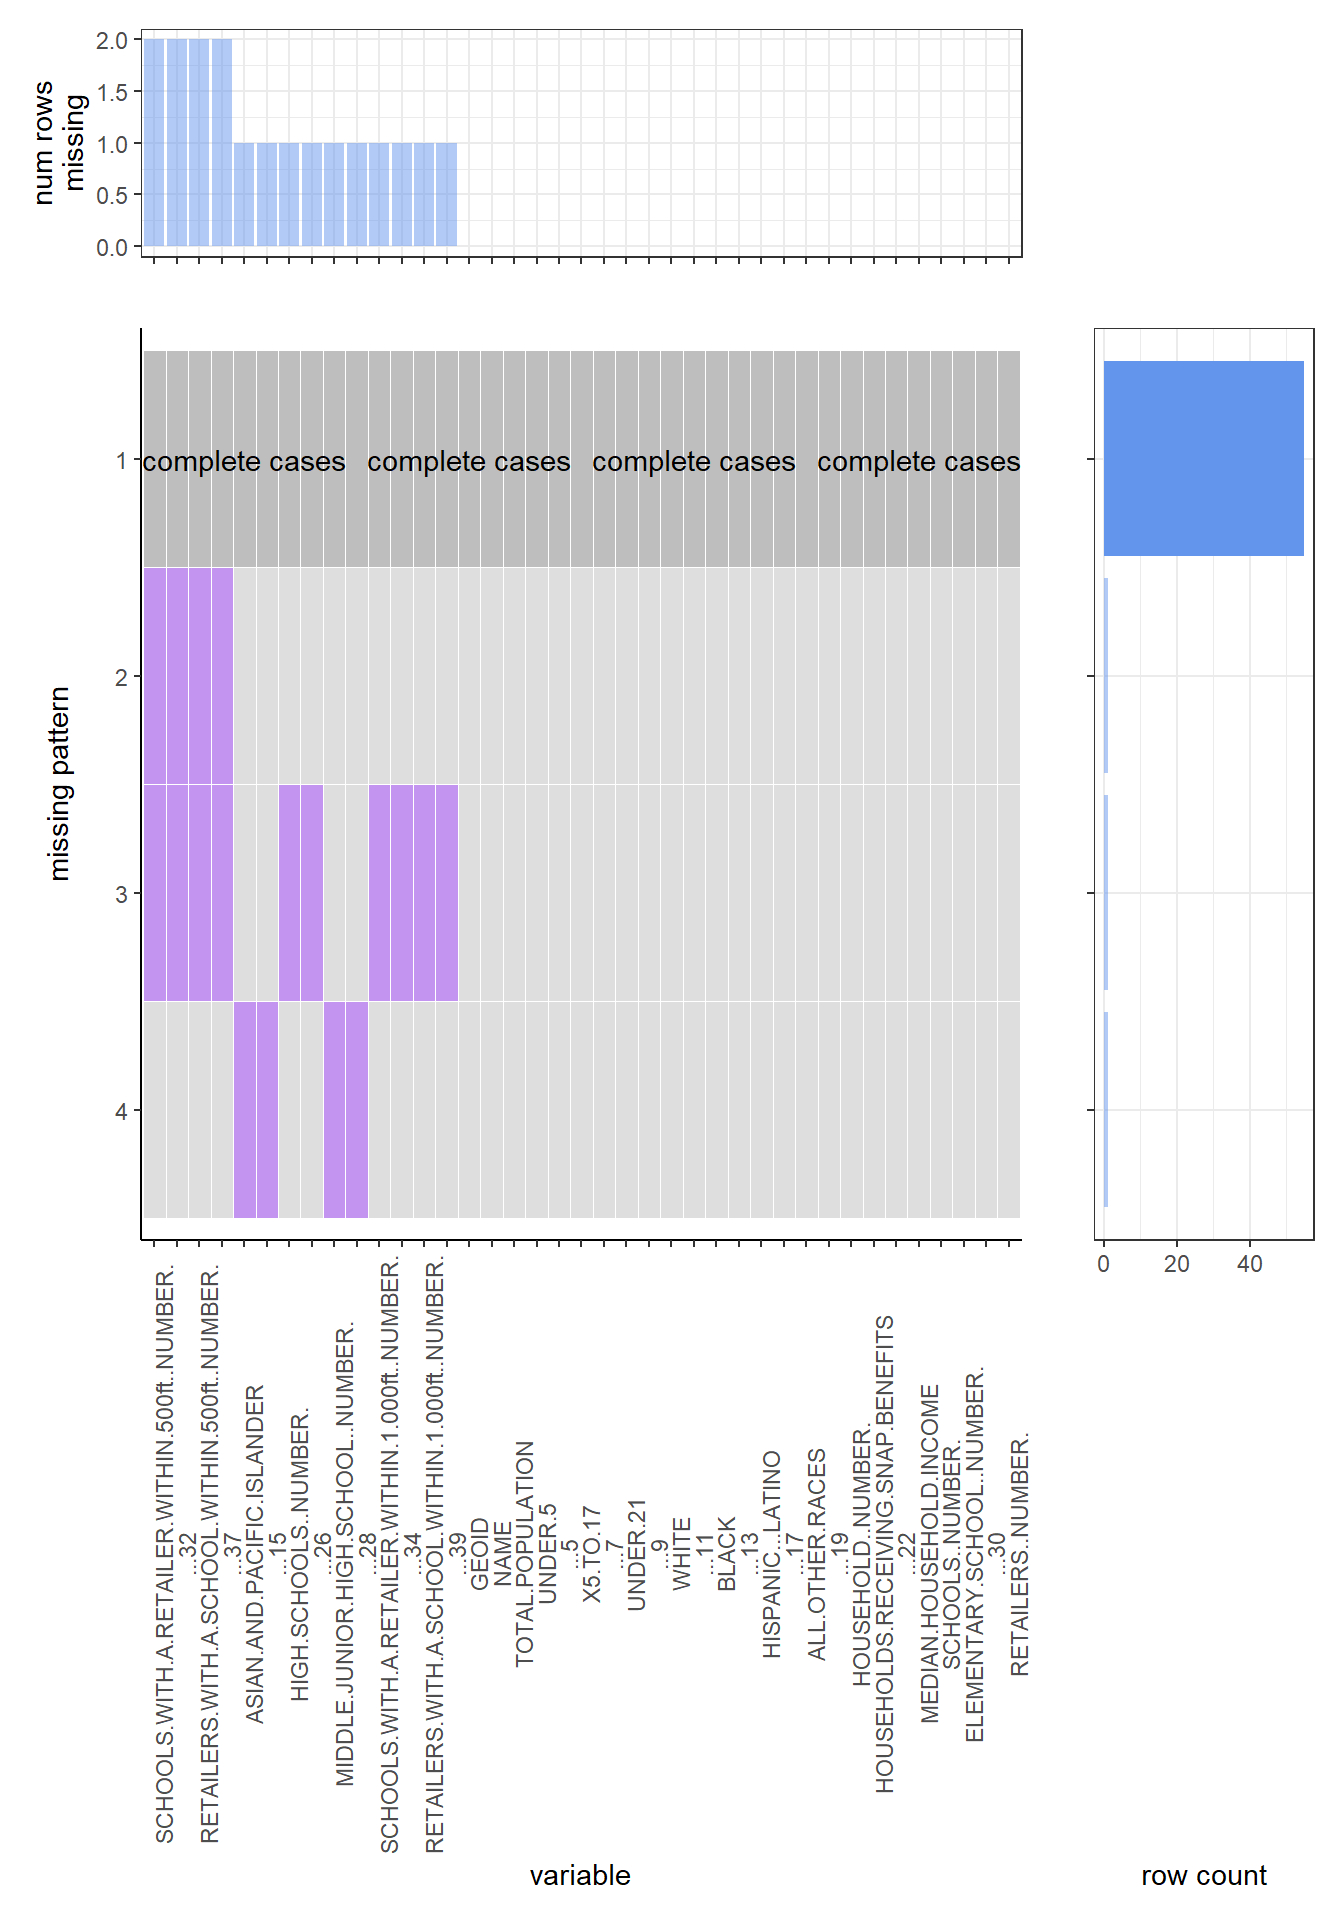 num rows
missing
2.0
1.5
1.0
0.5
0.0
missing pattern
1
2
3
4
complete cases complete cases complete cases complete cases
0 20 40
SCHOOLS.WITH.A.RETAILER.WITHIN.500ft..NUMBER.
...32
RETAILERS.WITH.A.SCHOOL.WITHIN.500ft..NUMBER.
...37
ASIAN.AND.PACIFIC.ISLANDER
...15
HIGH.SCHOOLS..NUMBER.
...26
MIDDLE.JUNIOR.HIGH.SCHOOL..NUMBER.
...28
SCHOOLS.WITH.A.RETAILER.WITHIN.1.000ft..NUMBER.
...34
RETAILERS.WITH.A.SCHOOL.WITHIN.1.000ft..NUMBER.
...39
GEOID
NAME
TOTAL.POPULATION
UNDER.5
...5
X5.TO.17
...7
UNDER.21
...9
WHITE
...11
BLACK
...13
HISPANIC...LATINO
...17
ALL.OTHER.RACES
...19
HOUSEHOLD..NUMBER.
HOUSEHOLDS.RECEIVING.SNAP.BENEFITS
...22
MEDIAN.HOUSEHOLD.INCOME
SCHOOLS..NUMBER.
ELEMENTARY.SCHOOL..NUMBER.
...30
RETAILERS..NUMBER.
variable
row count